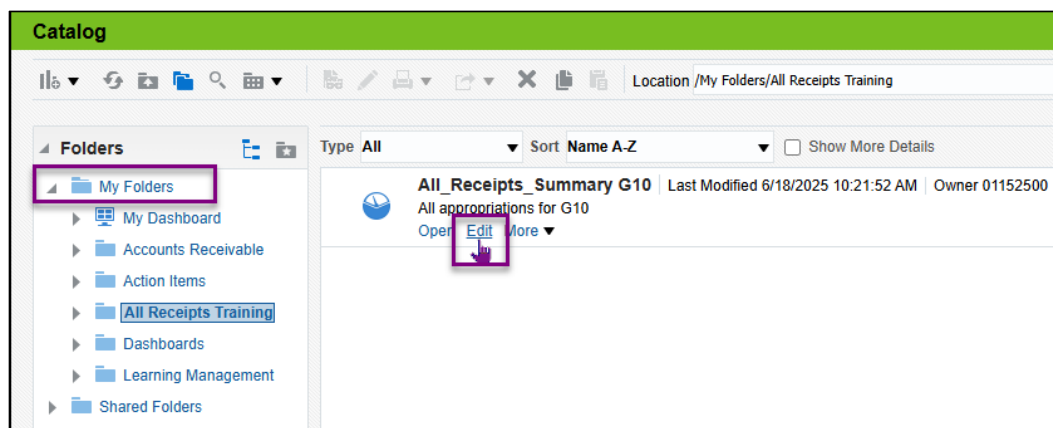 Catalog
Location /My Folders/All Receipts Training
Folders
Type All Sort Name A-Z Show More Details
My Folders
All_Receipts_Summary G10 Last Modified 6/18/2025 10:21:52 AM Owner 01152500
All appropriations for G10
Open Edit More
My Dashboard
Accounts Receivable
Action Items
All Receipts Training
Dashboards
Learning Management
Shared Folders